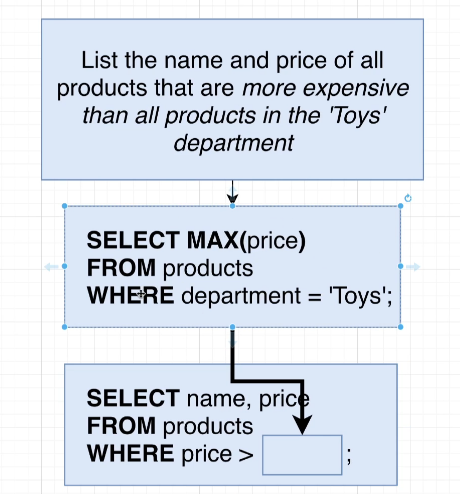 List the name and price of all
products that are more expensive
than all products in the 'Toys'
department
SELECT MAX(price)
FROM products
WHERE department = 'Toys';
SELECT name, price
FROM products
WHERE price > ;